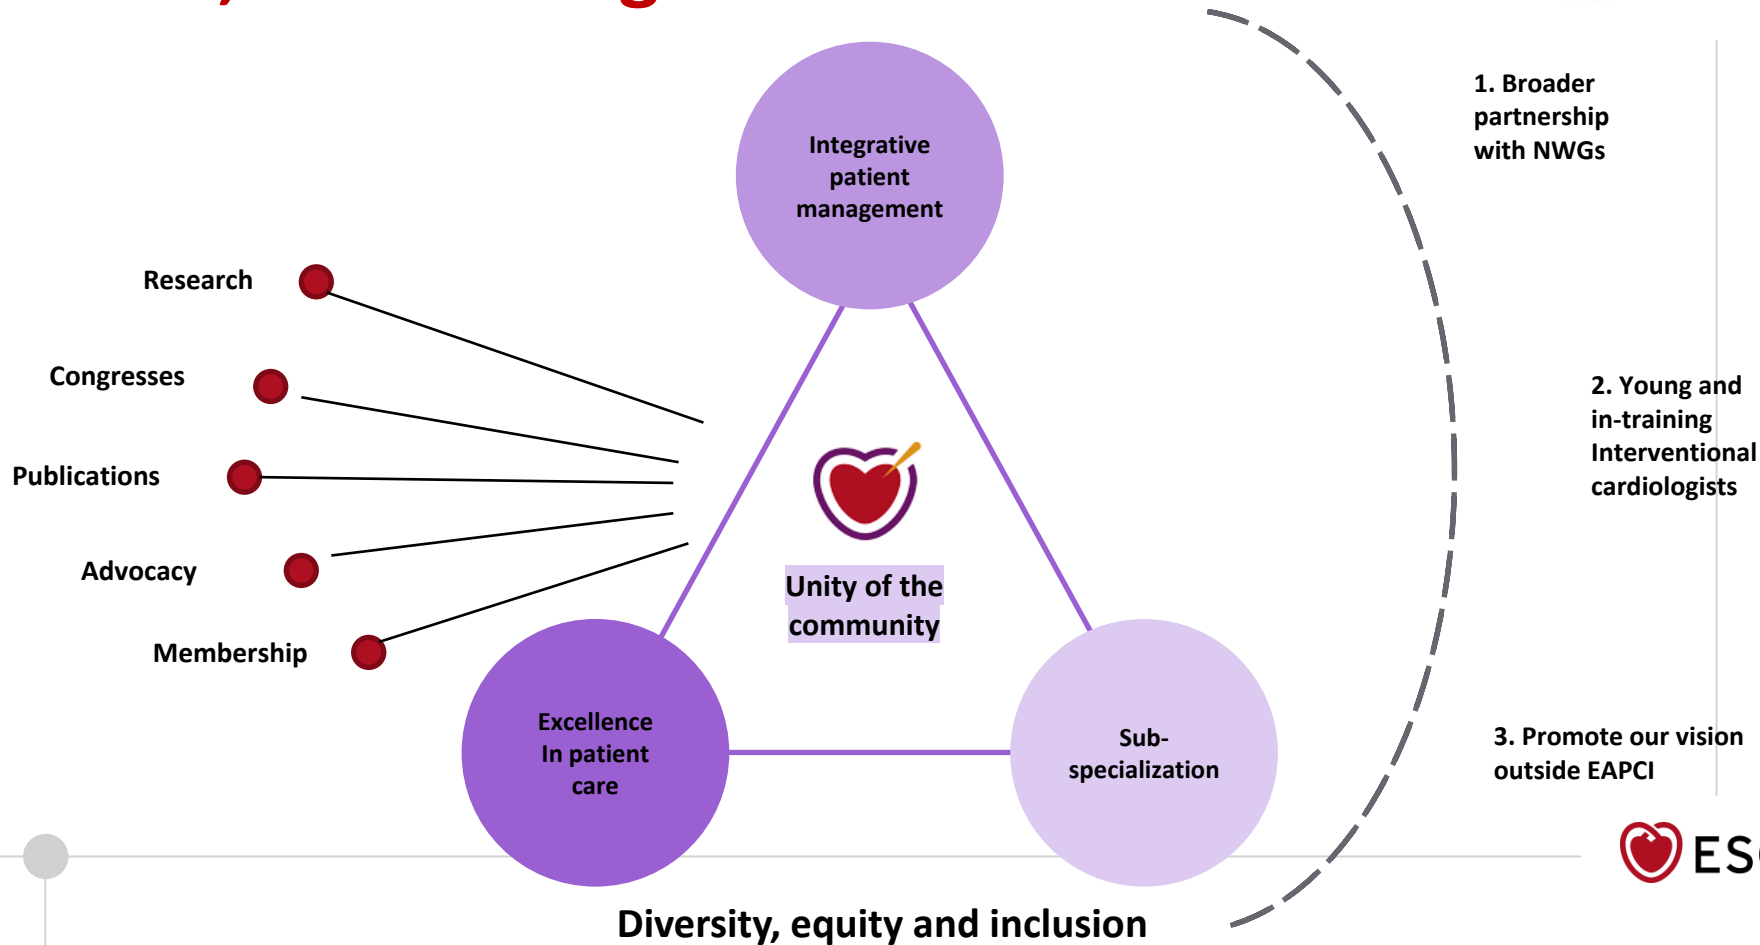 Integrative
patient
management
1. Broader
partnership
with NWGs
Research
Congresses
Publications
Advocacy
Membership
2. Young and
in-training
Interventional
cardiologists
Unity of the
community
Excellence
In patient
care
Sub-
specialization
3. Promote our vision
outside EAPCI
Diversity, equity and inclusion